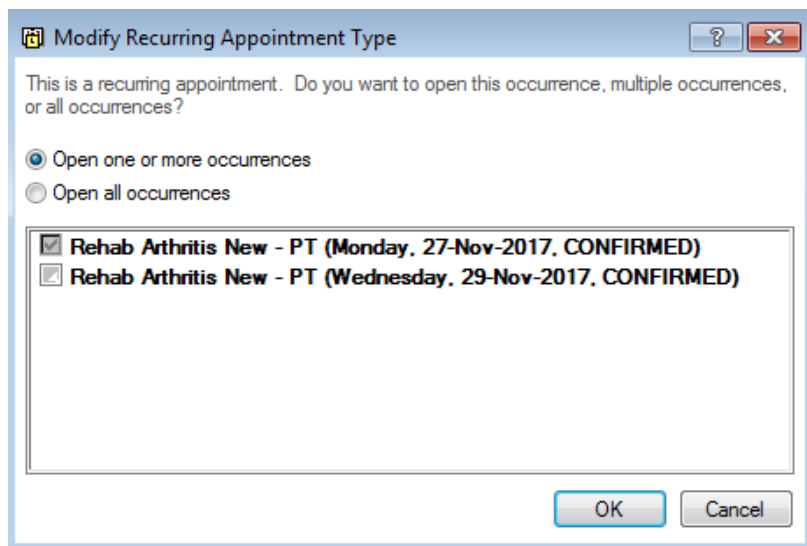 Modify Recurring Appointment Type
This is a recurring appointment. Do you want to open this occurrence, multiple occurrences,
or all occurrences?
Open one or more occurrences
Open all occurrences
Rehab Arthritis New - PT (Monday, 27-Nov-2017, CONFIRMED)
Rehab Arthritis New - PT (Wednesday, 29-Nov-2017, CONFIRMED)
OK Cancel